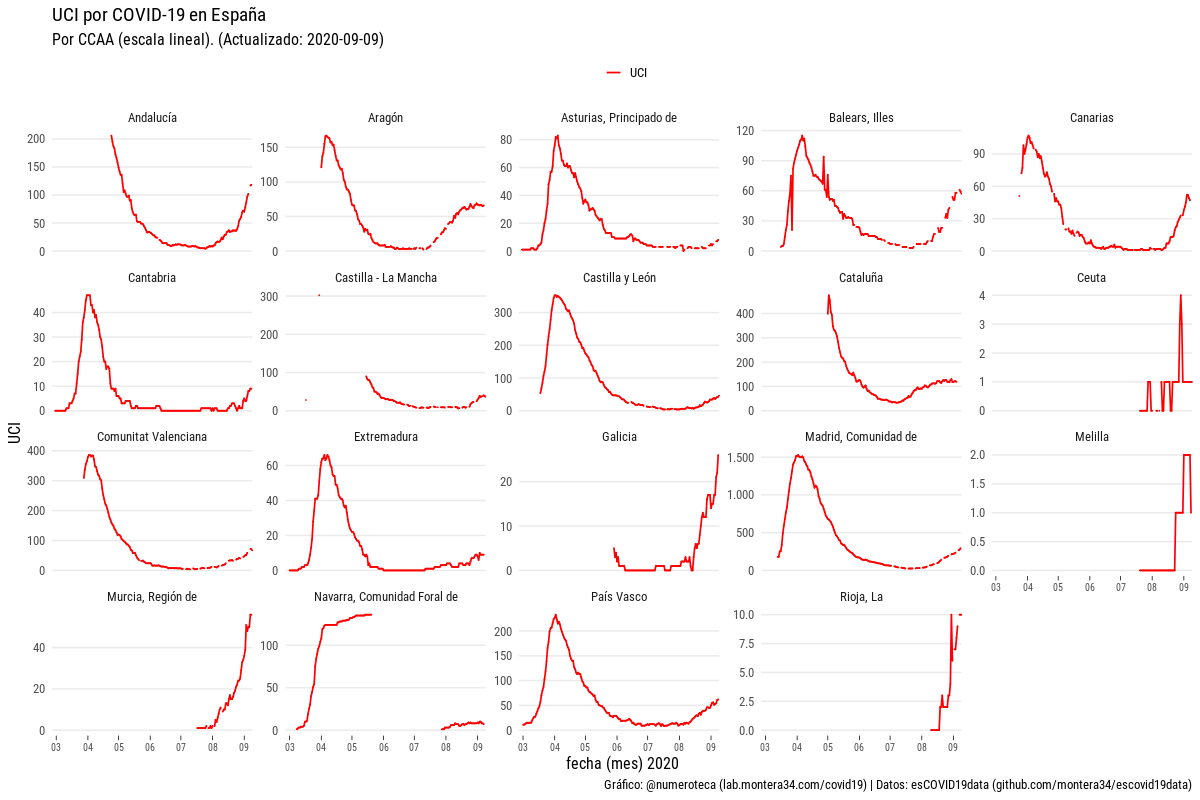 UCI por COVID-19 en España
Por CCAA (escala lineal). (Actualizado: 2020-09-09)
UCI
Andalucía
Aragón
Asturias, Principado de
Balears, Illes
Canarias
200
150
100
50
0
150
100
50
0
80
60
40
20
0
120
90
60
30
0
90
60
30
0
Cantabria
Castilla - La Mancha
Castilla y León
Cataluña
Ceuta
40
30
20
10
0
300
200
100
0
300
200
100
0
400
300
200
100
0
4
3
2
1
0
UCI
Comunitat Valenciana
Extremadura
Galicia
Madrid, Comunidad de
Melilla
400
300
200
100
0
60
40
20
0
20
10
0
1.500
1.000
500
0
2.0
1.5
1.0
0.5
0.0
03 04 05 06 07 08 09
Murcia, Región de
Navarra, Comunidad Foral de
País Vasco
Rioja, La
40
20
0
100
50
0
200
150
100
50
0
10.0
7.5
5.0
2.5
0.0
03 04 05 06 07 08 09
03 04 05 06 07 08 09
03 04 05 06 07 08 09
03 04 05 06 07 08 09
fecha (mes) 2020
Gráfico: @numeroteca (lab.montera34.com/covid19) | Datos: esCOVID19data (github.com/montera34/escovid19data)